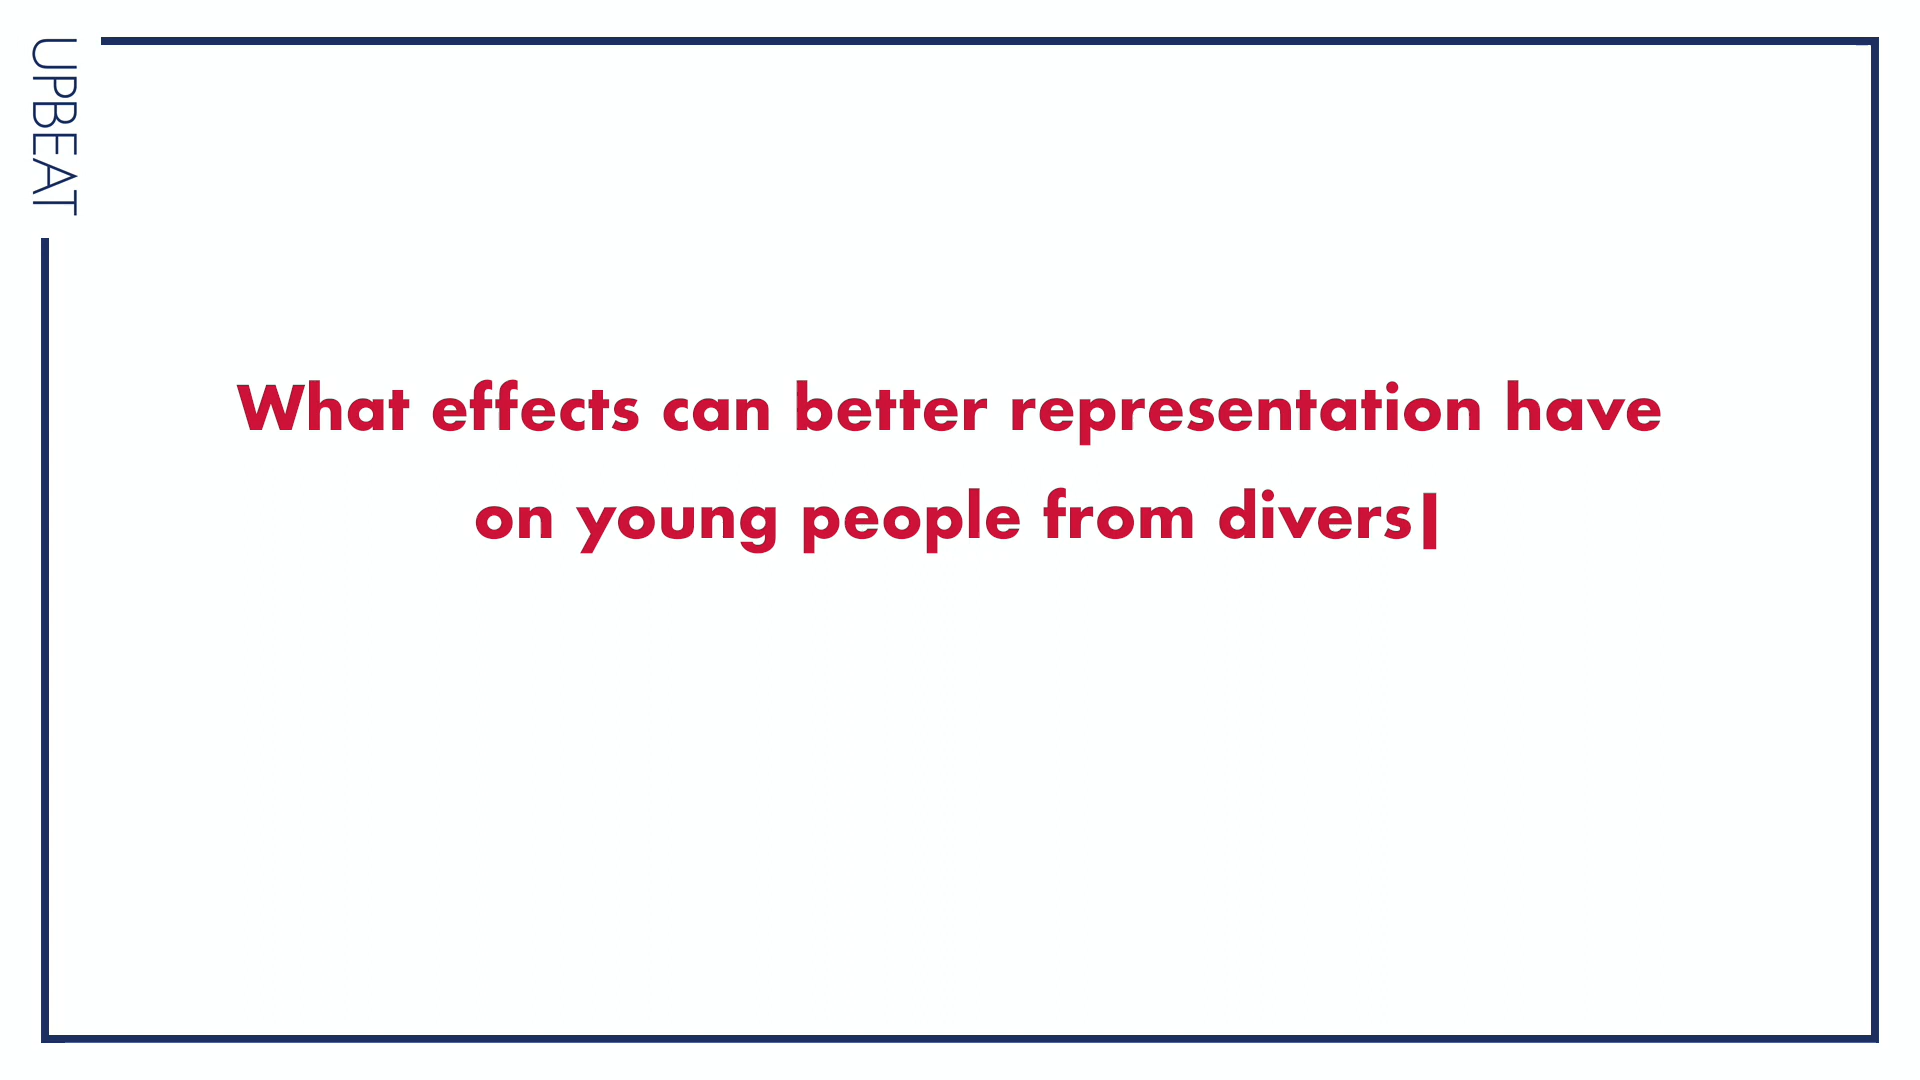 UPBEAT
What effects can better representation have
on young people from divers